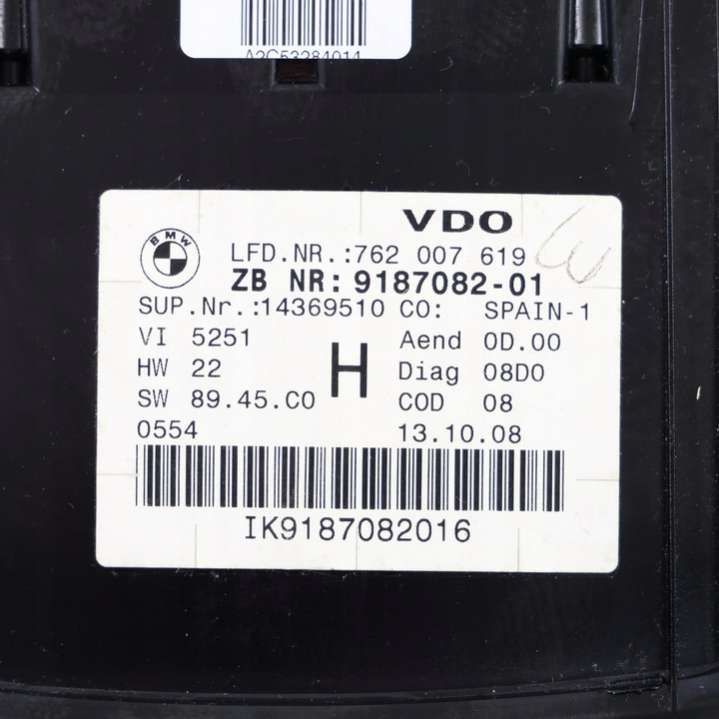 A2C53284014
VDO
BMW
LFD.NR.:762 007 619
ZB NR: 9187082-01
SUP.Nr.:14369510 CO: SPAIN-1
VI 5251 Aend 0D.00
HW 22 H Diag 08D0
SW 89.45.C0 COD 08
0554 13.10.08
IK9187082016